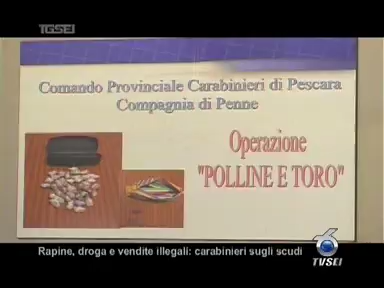 TGSEI
Comando Provinciale Carabinieri di Pescara
Compagnia di Penne
Operazione
"POLLINE E TORO"
Rapine, droga e vendite illegali: carabinieri sugli scudi
6
TVSEI